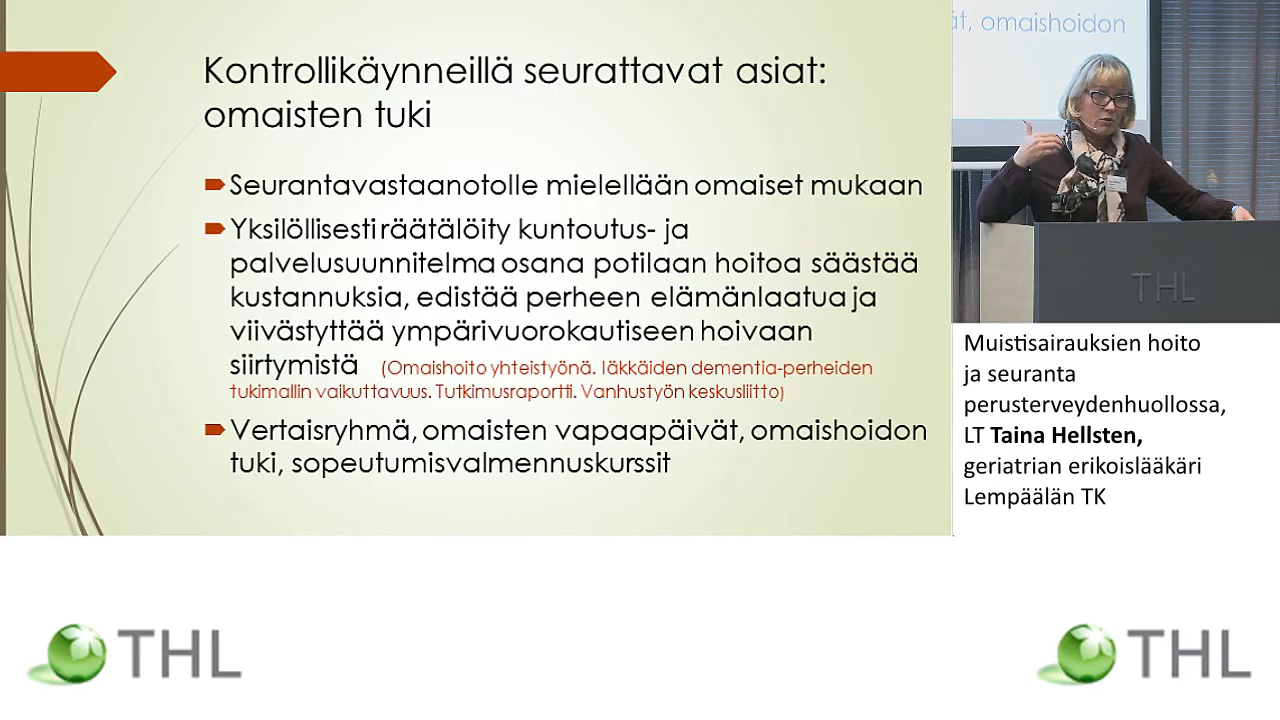 Kontrollikäynneillä seurattavat asiat:
omaisten tuki
Seurantavastaanotolle mielellään omaiset mukaan
Yksilöllisesti räätälöity kuntoutus- ja
palvelusuunnitelma osana potilaan hoitoa säästää
kustannuksia, edistää perheen elämänlaatua ja
viivästyttää ympärivuorokautiseen hoivaan
siirtymistä (Omaishoito yhteistyönä. Iäkkäiden dementia-perheiden
tukimallin vaikuttavuus. Tutkimusraportti. Vanhustyön keskusliitto)
Vertaisryhmä, omaisten vapaapäivät, omaishoidon
tuki, sopeutumisvalmennuskurssit
ät, omaishoidon
THL
Muistisairauksien hoito
ja seuranta
perusterveydenhuollossa,
LT Taina Hellsten,
geriatrian erikoislääkäri
Lempäälän TK
THL
THL